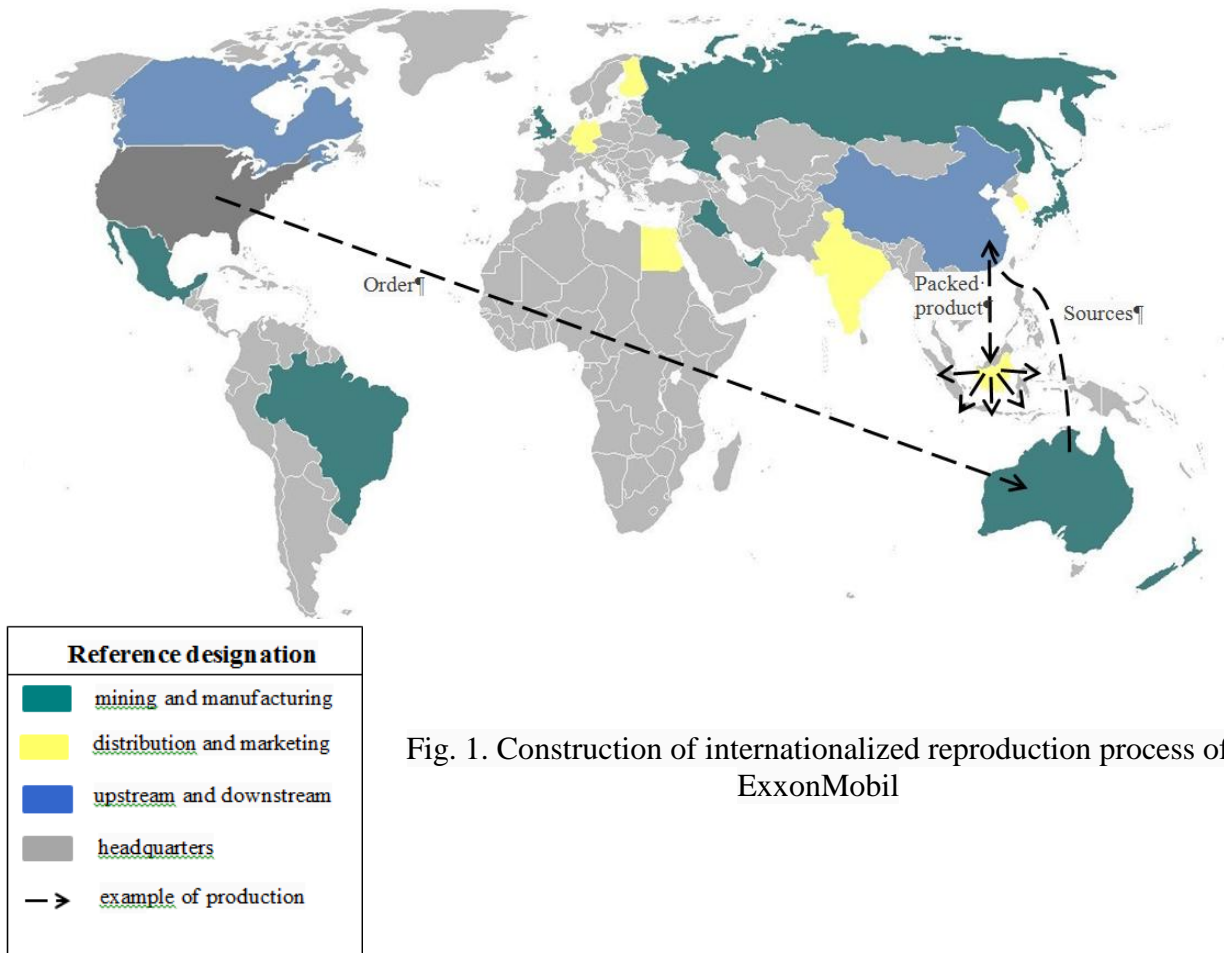 Order¶
Packed·
product¶
Sources¶
Reference designation
mining and manufacturing
distribution and marketing
upstream and downstream
headquarters
example of production
Fig. 1. Construction of internationalized reproduction process of
ExxonMobil